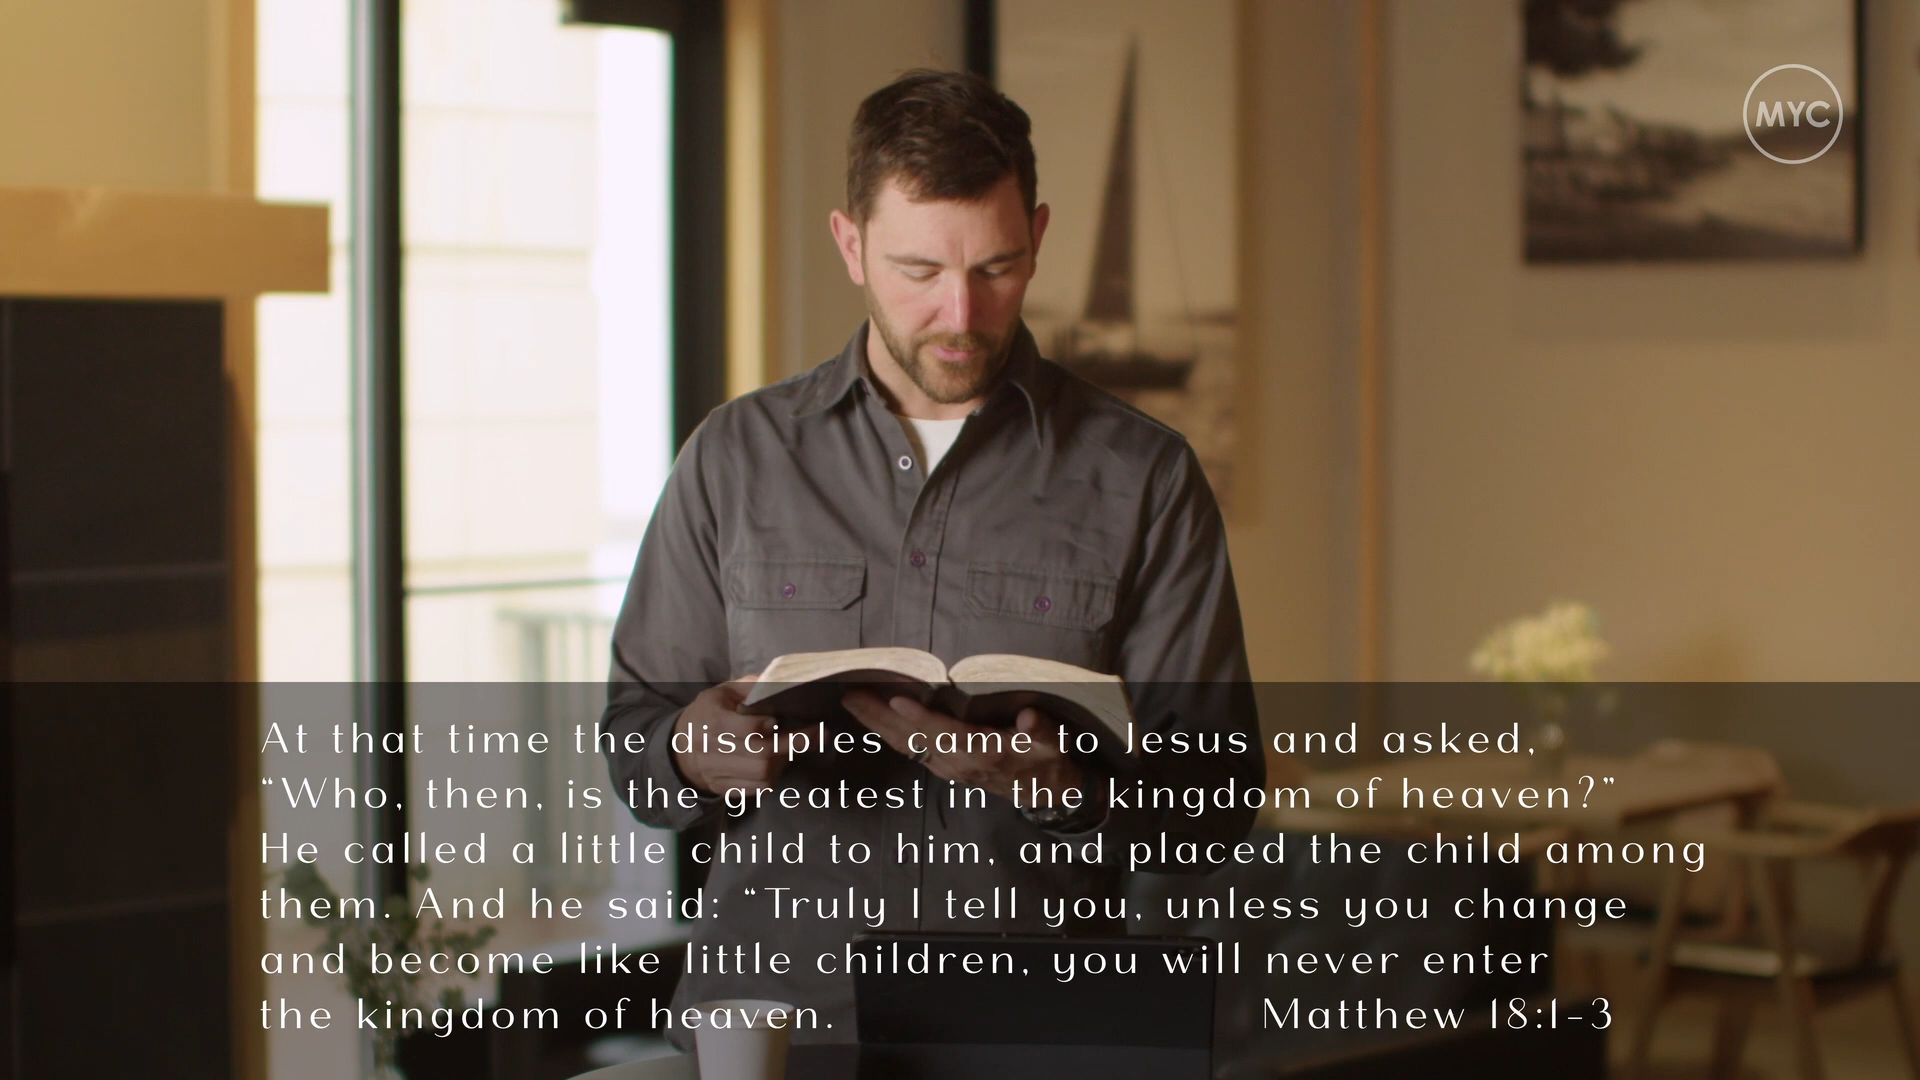 MYC
At that time the disciples came to Jesus and asked,
“Who, then, is the greatest in the kingdom of heaven?”
He called a little child to him, and placed the child among
them. And he said: “Truly I tell you, unless you change
and become like little children, you will never enter
the kingdom of heaven. Matthew 18:1-3